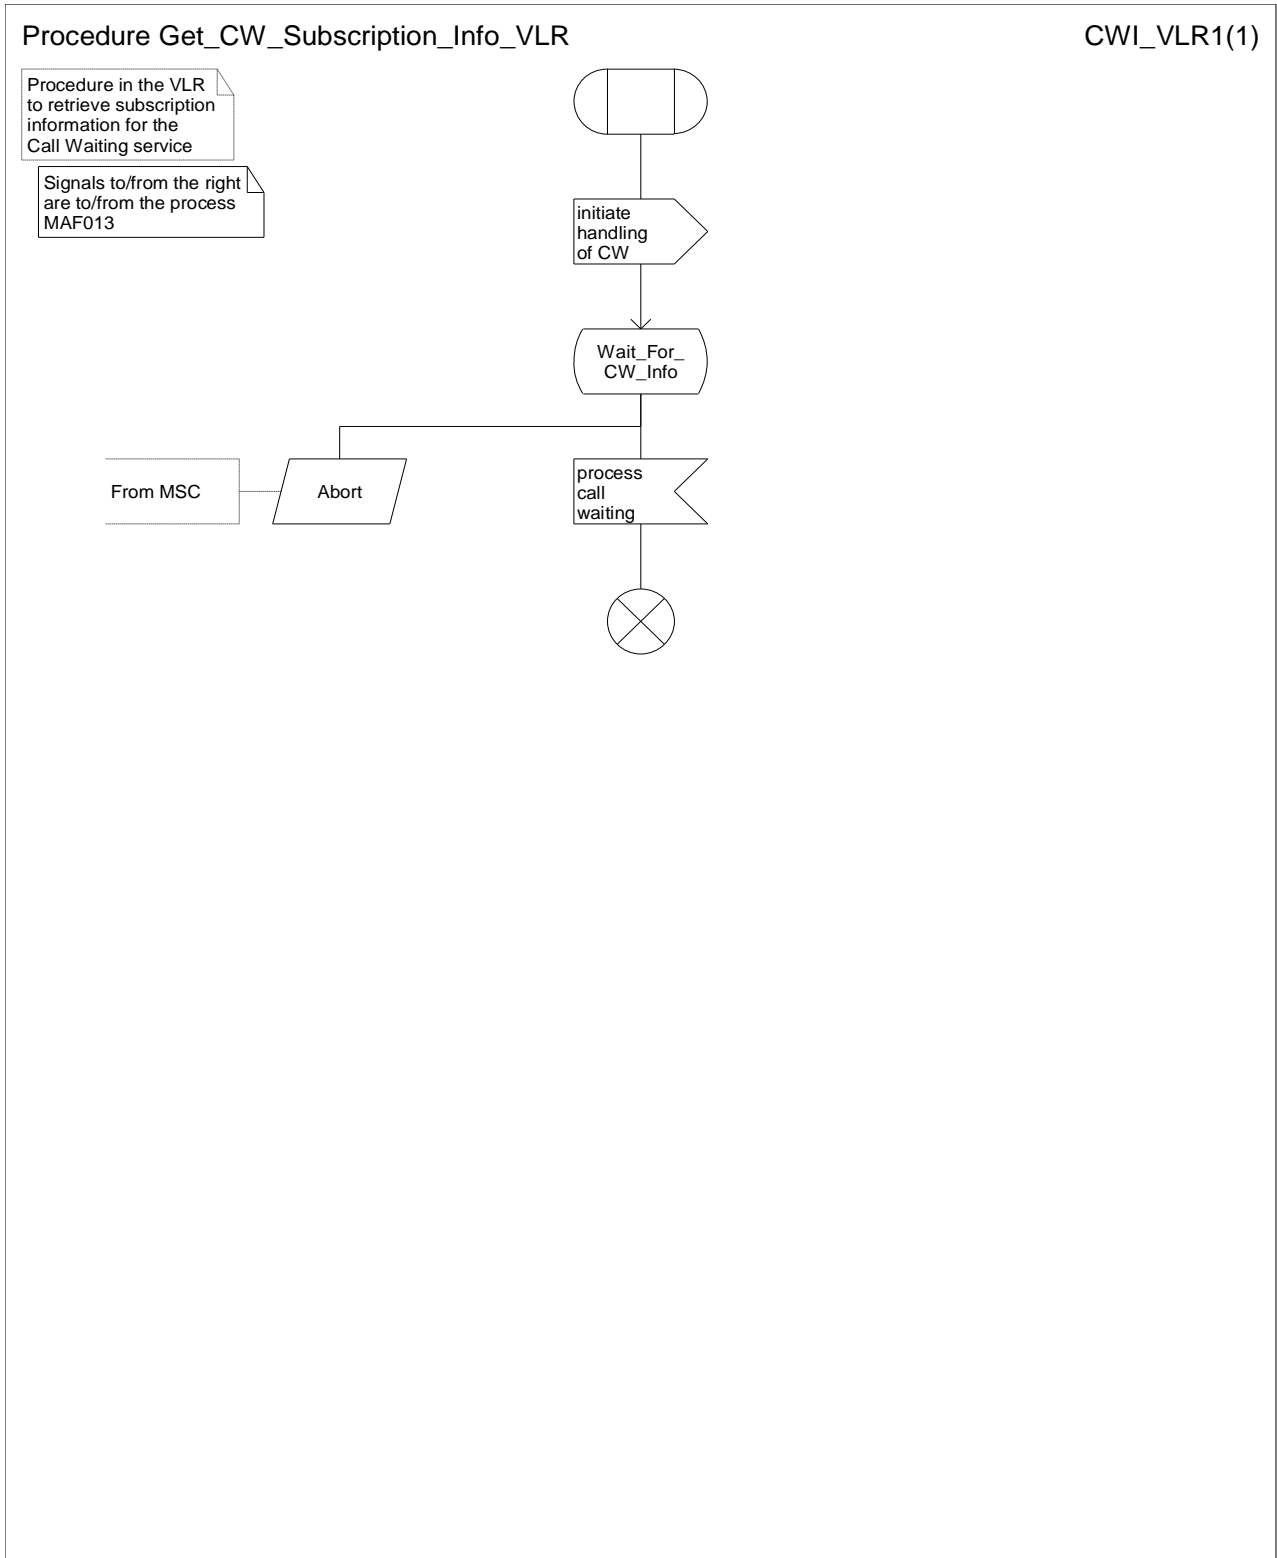 Procedure Get_CW_Subscription_Info_VLR
CWI_VLR1(1)
Procedure in the VLR
to retrieve subscription
information for the
Call Waiting service
Signals to/from the right
are to/from the process
MAF013
initiate
handling
of CW
Wait_For_
CW_Info
From MSC
Abort
process
call
waiting